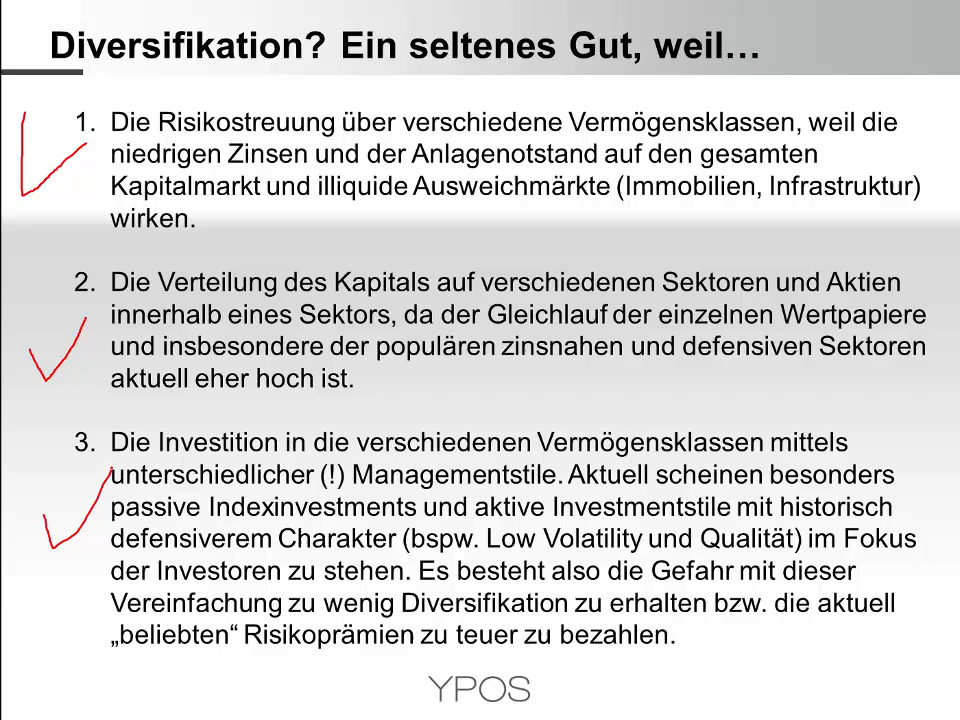 Diversifikation? Ein seltenes Gut, weil…
1. Die Risikostreuung über verschiedene Vermögensklassen, weil die
niedrigen Zinsen und der Anlagenotstand auf den gesamten
Kapitalmarkt und illiquide Ausweichmärkte (Immobilien, Infrastruktur)
wirken.
2. Die Verteilung des Kapitals auf verschiedenen Sektoren und Aktien
innerhalb eines Sektors, da der Gleichlauf der einzelnen Wertpapiere
und insbesondere der populären zinsnahen und defensiven Sektoren
aktuell eher hoch ist.
3. Die Investition in die verschiedenen Vermögensklassen mittels
unterschiedlicher (!) Managementstile. Aktuell scheinen besonders
passive Indexinvestments und aktive Investmentstile mit historisch
defensiverem Charakter (bspw. Low Volatility und Qualität) im Fokus
der Investoren zu stehen. Es besteht also die Gefahr mit dieser
Vereinfachung zu wenig Diversifikation zu erhalten bzw. die aktuell
„beliebten“ Risikoprämien zu teuer zu bezahlen.
YPOS